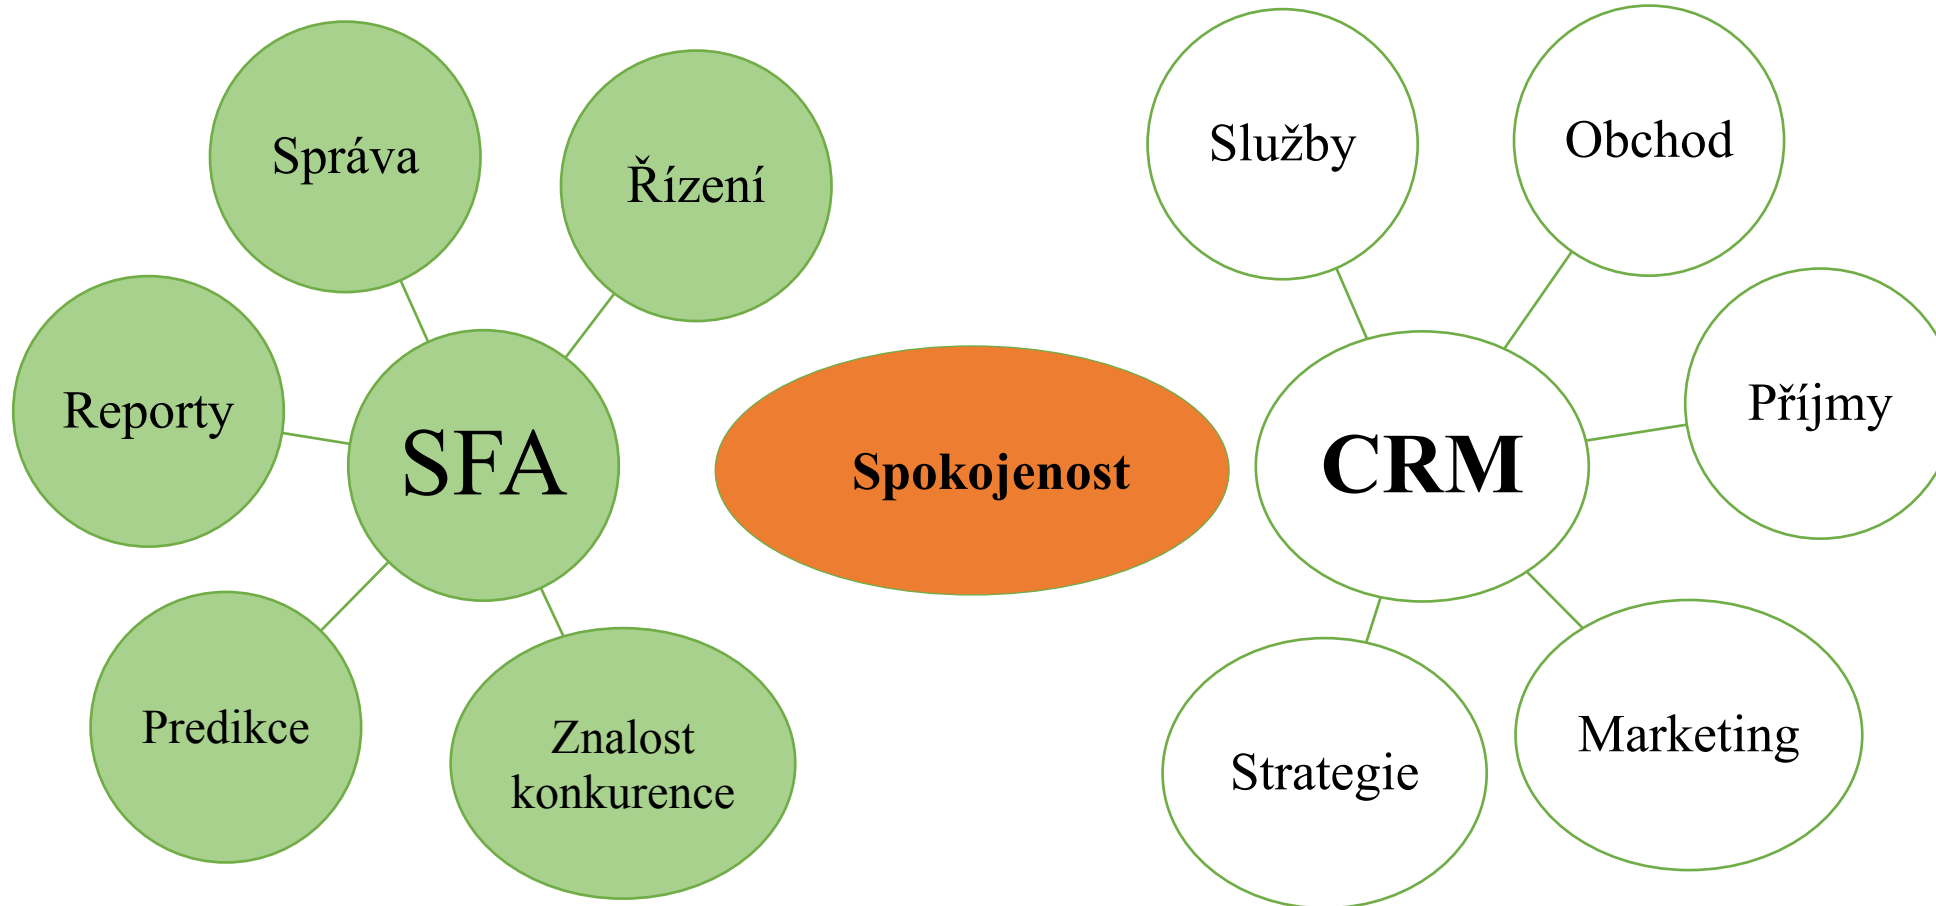 Správa
Řízení
Reporty
SFA
Predikce
Znalost
konkurence
Spokojenost
Služby
Obchod
Příjmy
CRM
Strategie
Marketing